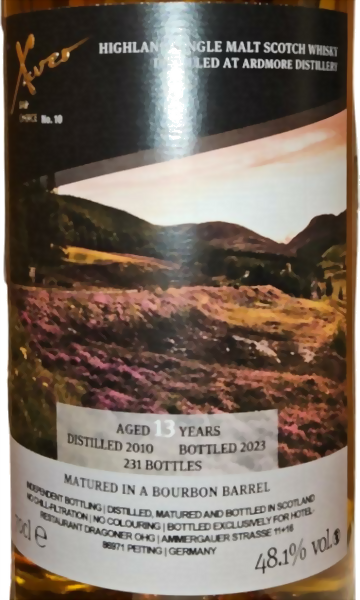 HIGHLAND SINGLE MALT SCOTCH WHISKY
DISTILLED AT ARDMORE DISTILLERY
No. 10
AGED 13 YEARS
DISTILLED 2010 BOTTLED 2023
231 BOTTLES
MATURED IN A BOURBON BARREL
INDEPENDENT BOTTLING | DISTILLED, MATURED AND BOTTLED IN SCOTLAND
NO CHILL-FILTRATION | NO COLOURING | BOTTLED EXCLUSIVELY FOR HOTEL-
RESTAURANT DRAGONER OHG | AMMERGAUER STRASSE 11+16
86971 PEITING | GERMANY
70cl e
48.1% vol.